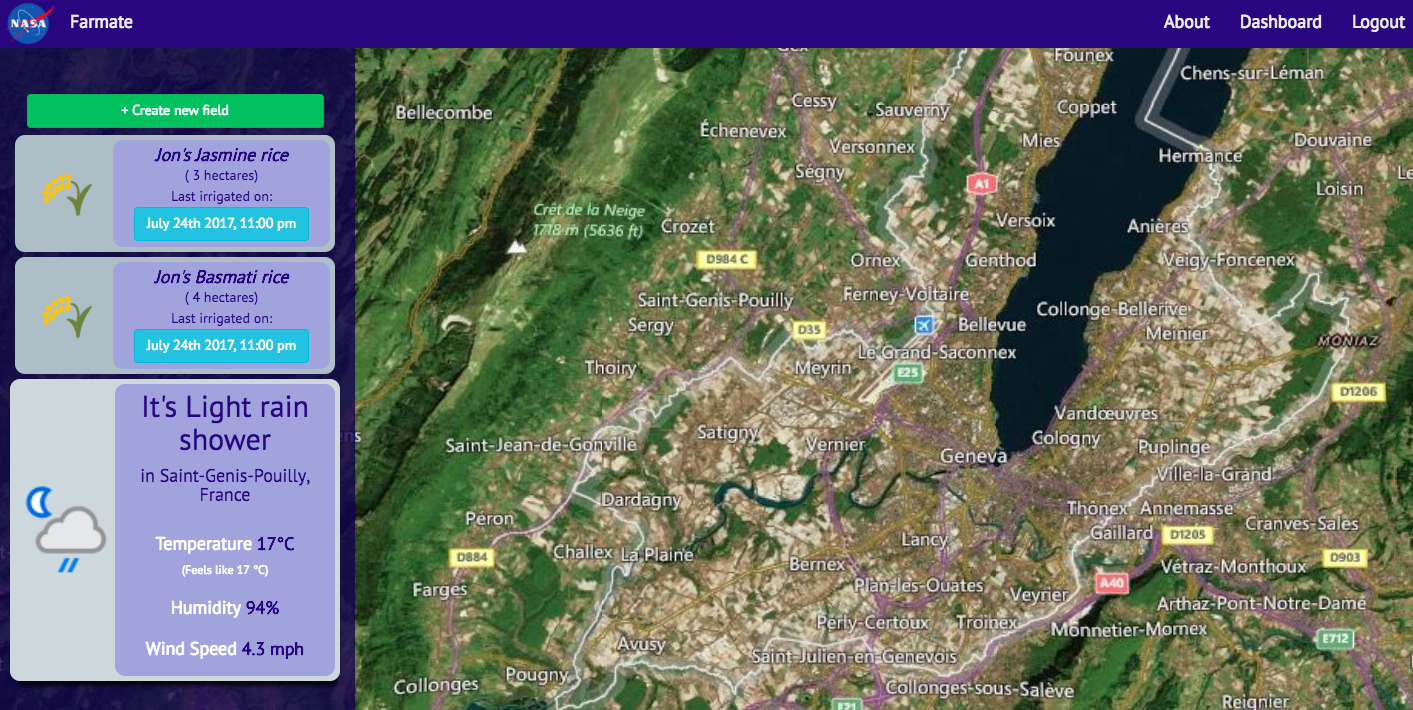 NASA
Farmate
About
Dashboard
Logout
+ Create new field
Jon's Jasmine rice
( 3 hectares)
Last irrigated on:
July 24th 2017, 11:00 pm
Jon's Basmati rice
( 4 hectares)
Last irrigated on:
July 24th 2017, 11:00 pm
It's Light rain
shower
in Saint-Genis-Pouilly,
France
Temperature 17°C
(Feels like 17 °C)
Humidity 94%
Wind Speed 4.3 mph
Founex
Chens-sur-Léman
Bellecombe
Cessy
Sauverny
Coppet
Échenevex
Versonnex
Mies
Douvaine
Hermance
Ségny
A1
Loisin
Crêt de la Neige
1718 m (5636 ft)
Crozet
Versoix
Anières
D984 C
Ornex
Genthod
Veigy-Foncenex
Saint-Genis-Pouilly
Ferney-Voltaire
Collonge-Bellerive
Sergy
D35
Bellevue
Meinier
MONIAZ
Le Grand-Saconnex
Thoiry
Meyrin
E25
D1206
Vandœuvres
Saint-Jean-de-Gonville
Satigny
Vernier
Cologny
Puplinge
Geneva
Ville-la-Grand
Dardagny
Thônex
Annemasse
Péron
Cranves-Sales
Lancy
Gaillard
D1205
D884
Challex
La Plaine
Bernex
Vétraz-Monthoux
D903
Farges
Plan-les-Ouates
Veyrier
A40
Arthaz-Pont-Notre-Dame
Perly-Certoux
Troinex
Monnetier-Mornex
E712
Avusy
Saint-Julien-en-Genevois
Pougny
Collonges
Collonges-sous-Salève
Reignier
E21